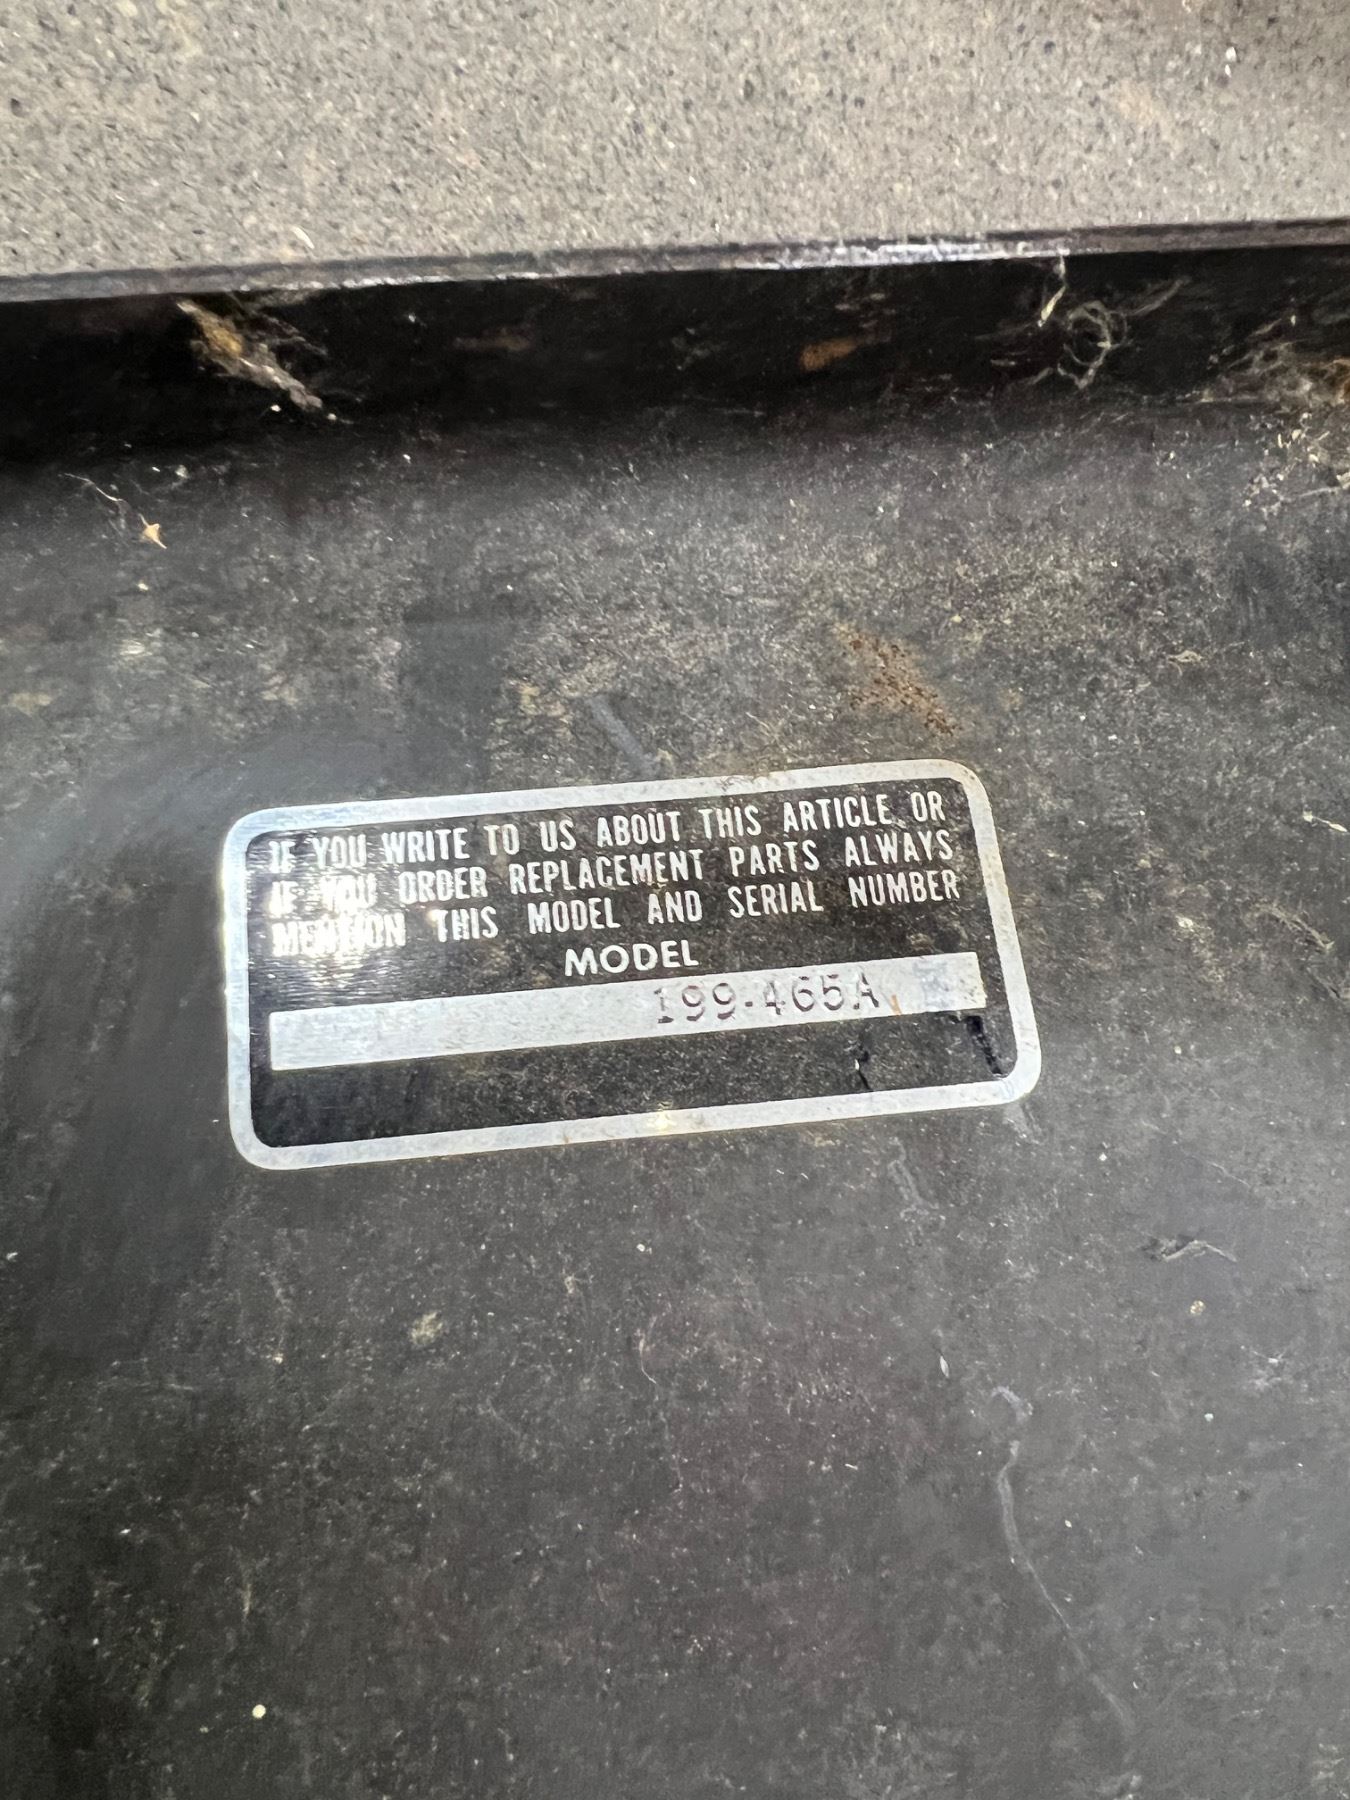 IF YOU WRITE TO US ABOUT THIS ARTICLE OR
IF YOU ORDER REPLACEMENT PARTS ALWAYS
MENTION THIS MODEL AND SERIAL NUMBER
MODEL
199-465A